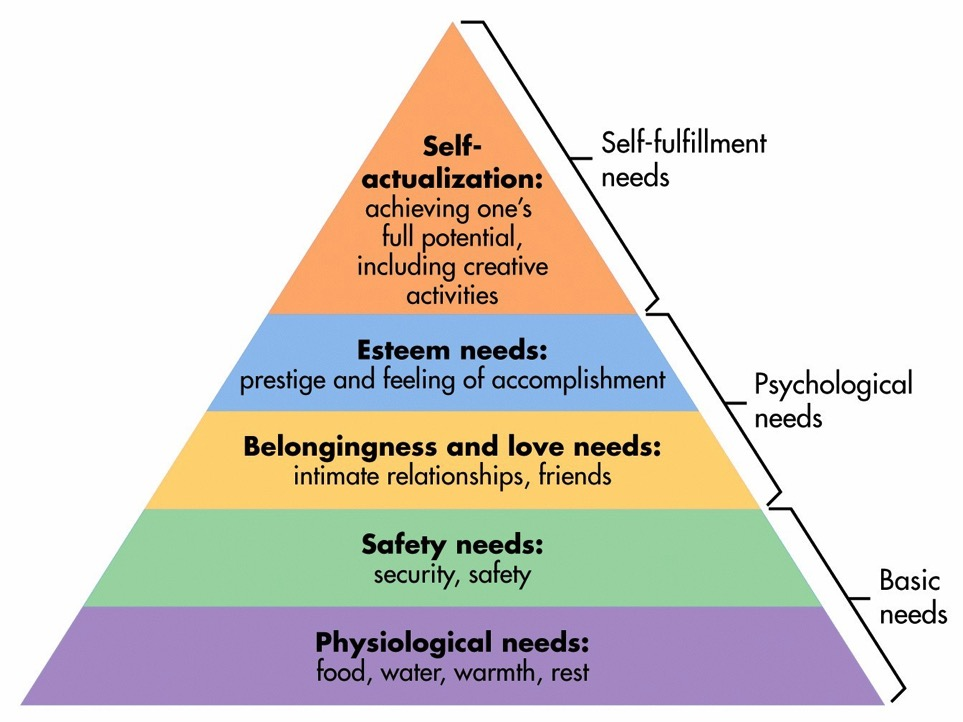 Self-
actualization:
achieving one's
full potential,
including creative
activities
Self-fulfillment
needs
Esteem needs:
prestige and feeling of accomplishment
Belongingness and love needs:
intimate relationships, friends
Psychological
needs
Safety needs:
security, safety
Physiological needs:
food, water, warmth, rest
Basic
needs